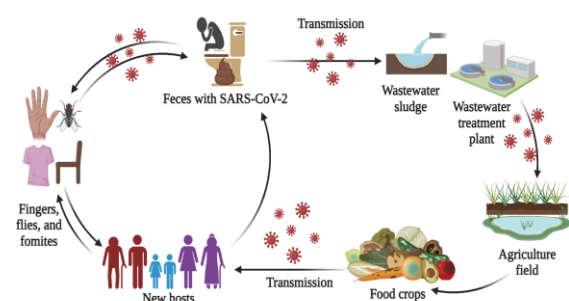 Transmission
Feces with SARS-CoV-2
Wastewater
sludge
Wastewater
treatment
plant
Fingers,
flies, and
fomites
Agriculture
field
Transmission
Food crops
New hosts